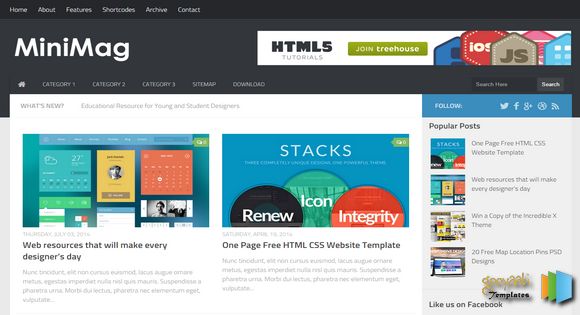 Home About Features Shortcodes Archive Contact
MiniMag
HTML5
TUTORIALS
JOIN treehouse
iOS
JS
CATEGORY 1 CATEGORY 2 CATEGORY 3 SITEMAP DOWNLOAD
Search Here Search
WHAT'S NEW? Educational Resource for Young and Student Designers
FOLLOW:
0
THURSDAY, JULY 03, 2014
Web resources that will make every
designer's day
Nunc tincidunt, elit non cursus euismod, lacus augue ornare
metus, egestas imperdiet nulla nisl quis mauris. Suspendisse a
pharetra urna. Morbi dui lectus, pharetra nec elementum eget,
vulputate...
0
STACKS
THREE COMPLETELY UNIQUE DESIGNS, ONE POWERFUL THEME.
Renew
Icon
Integrity
SATURDAY, APRIL 19, 2014
One Page Free HTML CSS Website Template
Nunc tincidunt, elit non cursus euismod, lacus augue ornare
metus, egestas imperdiet nulla nisl quis mauris. Suspendisse a
pharetra urna. Morbi dui lectus, pharetra nec elementum eget,
vulputate...
Popular Posts
One Page Free HTML CSS
Website Template
Web resources that will make
every designer's day
Win a Copy of the Incredible X
Theme
20 Free Map Location Pins PSD
Designs
Templates
Like us on Facebook